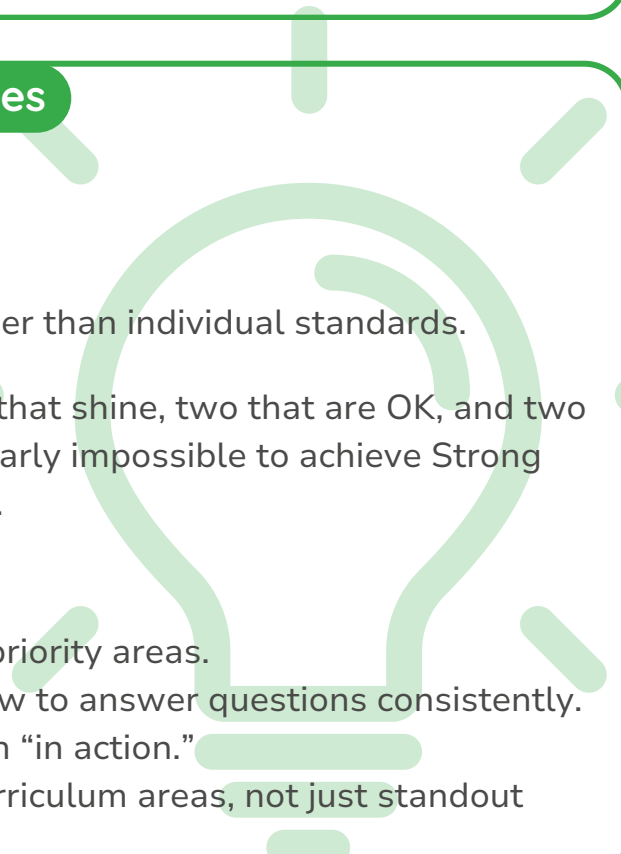 es
er than individual standards.
that shine, two that are OK, and two
arly impossible to achieve Strong
.
priority areas.
w to answer questions consistently.
n “in action.”
rriculum areas, not just standout